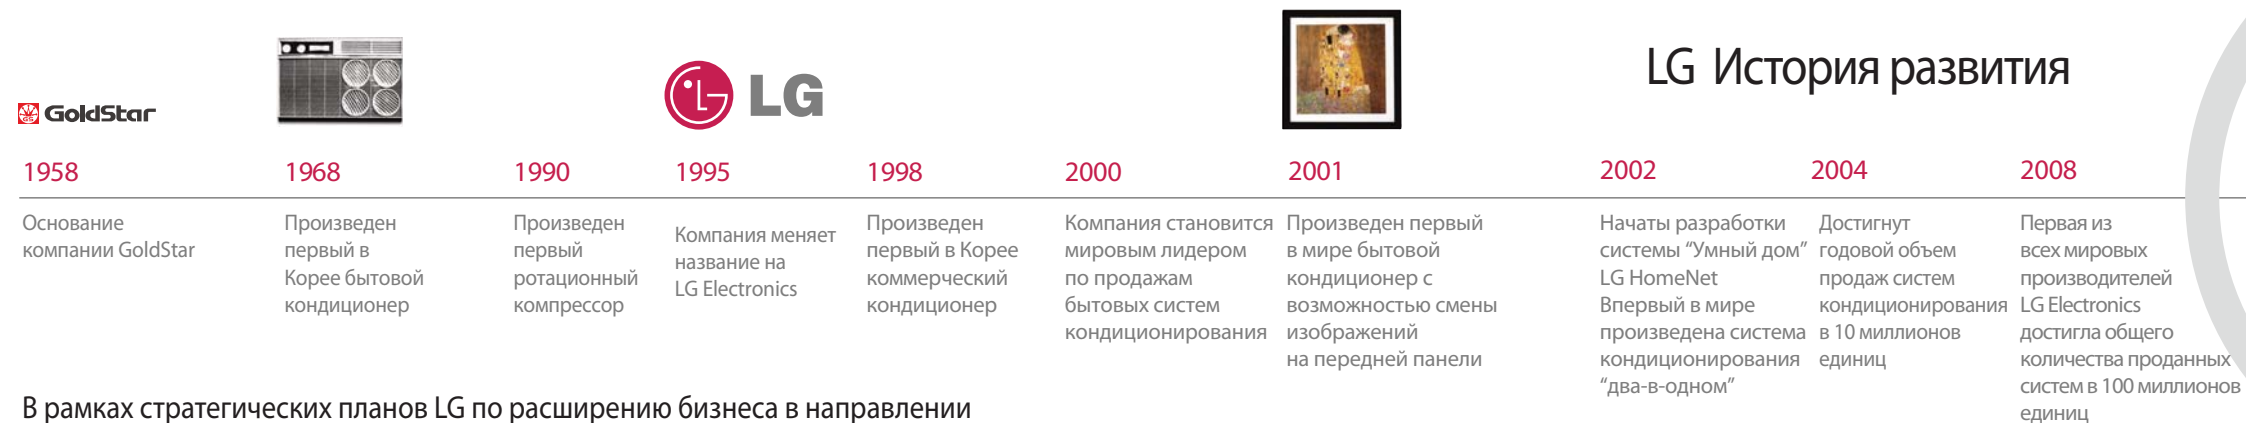 LG История развития
GoldStar
LG
1958
Основание
компании GoldStar
1968
Произведен
первый в
Корее бытовой
кондиционер
1990
Произведен
первый
ротационный
компрессор
1995
Компания меняет
название на
LG Electronics
1998
Произведен
первый в Корее
коммерческий
кондиционер
2000
Компания становится
мировым лидером
по продажам
бытовых систем
кондиционирования
2001
Произведен первый
в мире бытовой
кондиционер с
возможностью смены
изображений
на передней панели
2002
Начаты разработки
системы “Умный дом”
LG HomeNet
Впервый в мире
произведена система
кондиционирования
“два-в-одном”
2004
Достигнут
годовой объем
продаж систем
кондиционирования
в 10 миллионов
единиц
2008
Первая из
всех мировых
производителей
LG Electronics
достигла общего
количества проданных
систем в 100 миллионов
единиц
В рамках стратегических планов LG по расширению бизнеса в направлении